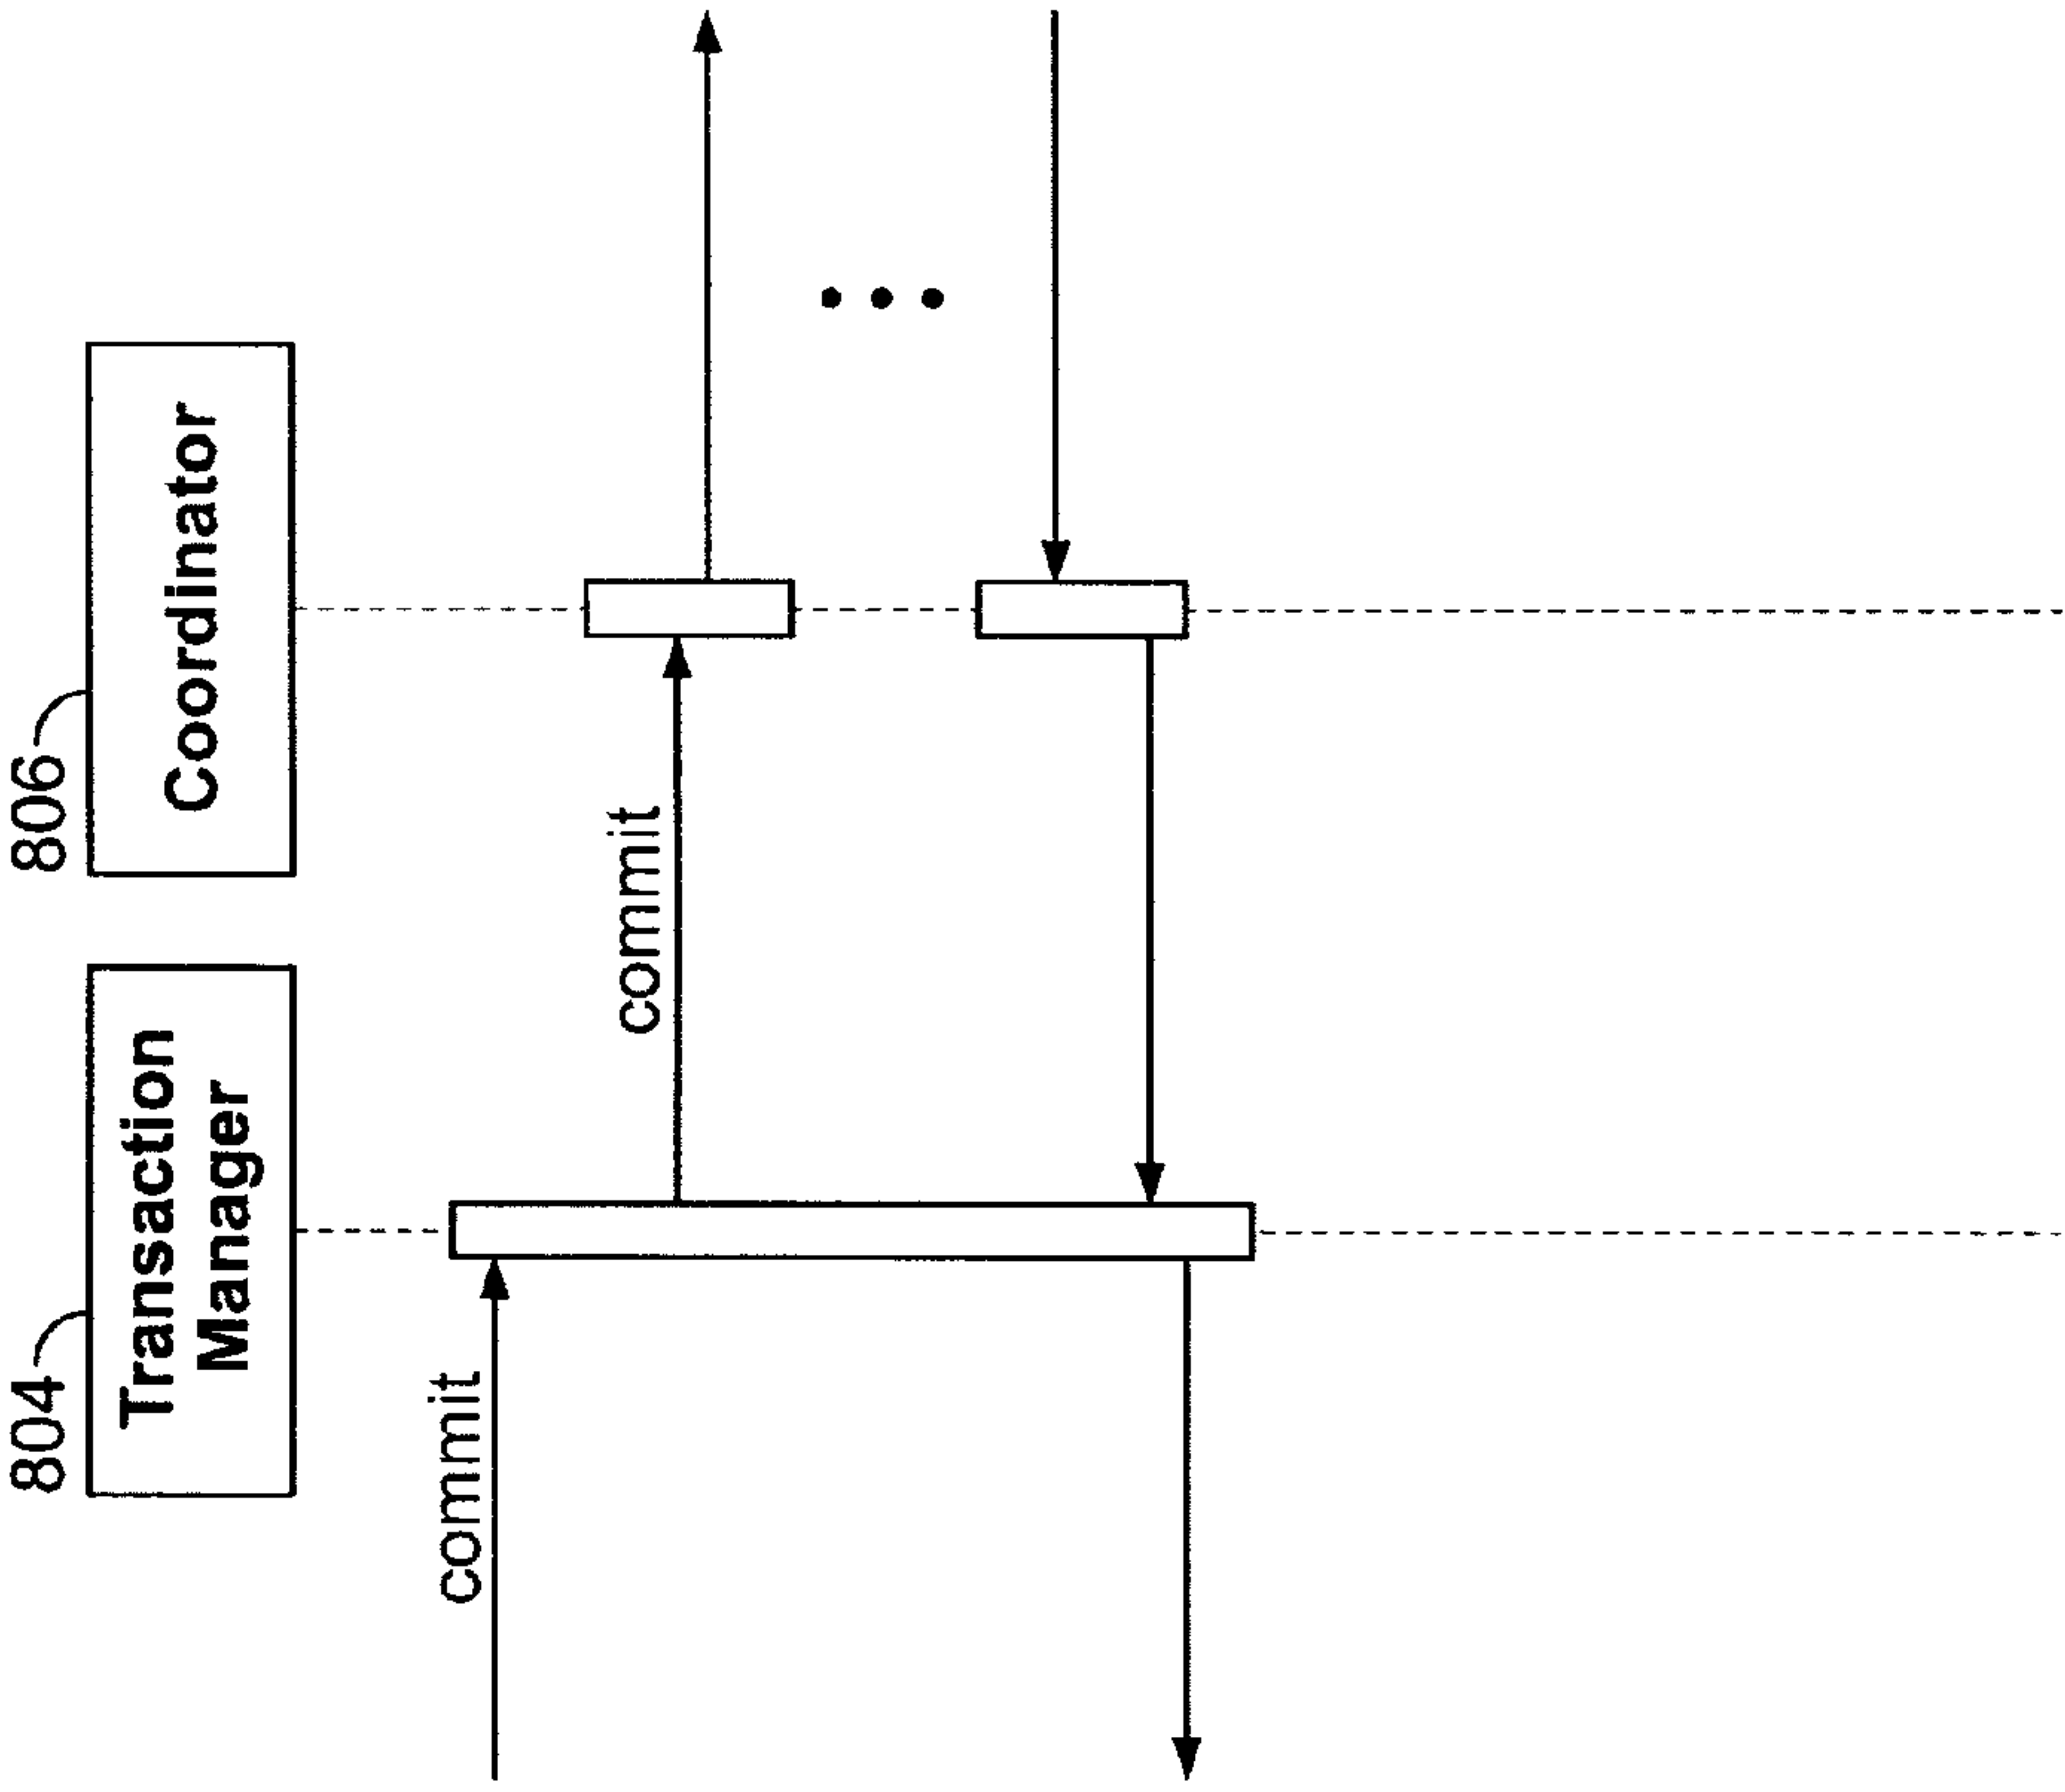 804
Transaction
Manager
806
Coordinator
commit
commit